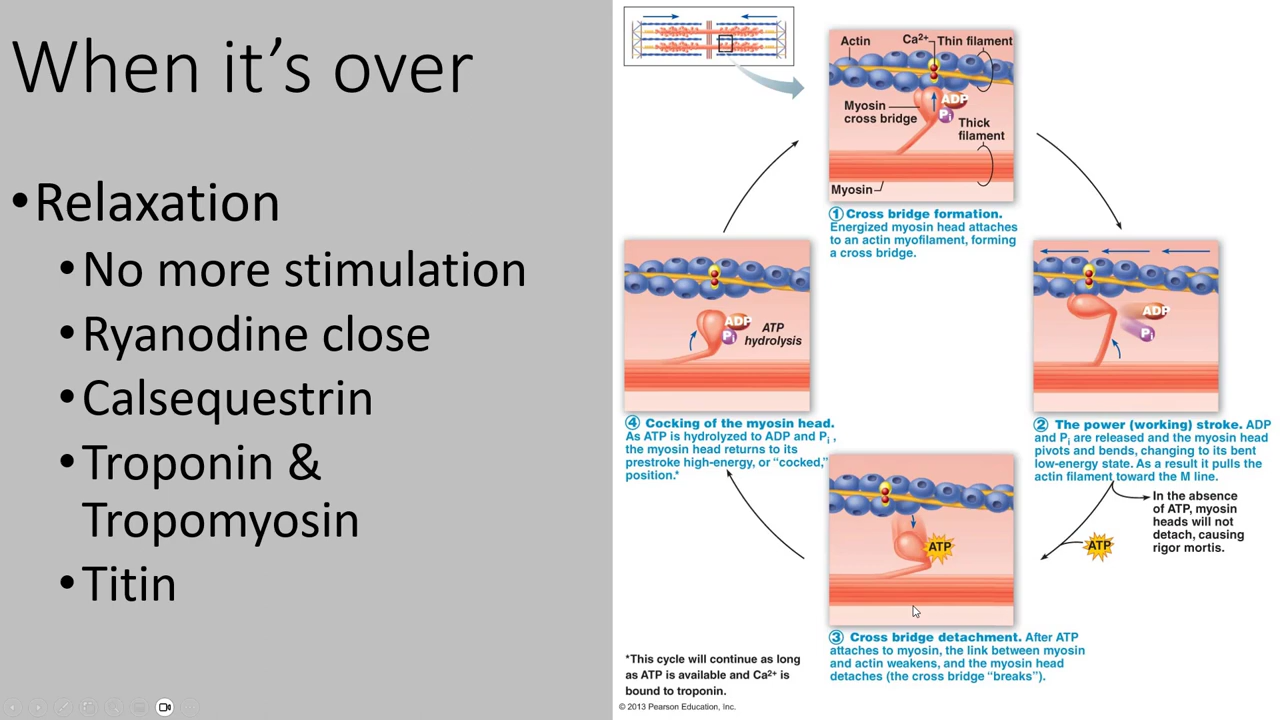 When it's over
•Relaxation
•No more stimulation
•Ryanodine close
•Calsequestrin
•Troponin &
Tropomyosin
•Titin
Actin
Ca²⁺
Thin filament
ADP
Pi
Myosin
cross bridge
Thick
filament
Myosin
① Cross bridge formation.
Energized myosin head attaches
to an actin myofilament, forming
a cross bridge.
ADP
Pi
② The power (working) stroke. ADP
and Pi are released and the myosin head
pivots and bends, changing to its bent
low-energy state. As a result it pulls the
actin filament toward the M line.
In the absence
of ATP, myosin
heads will not
detach, causing
rigor mortis.
ATP
ATP
③ Cross bridge detachment. After ATP
attaches to myosin, the link between myosin
and actin weakens, and the myosin head
detaches (the cross bridge “breaks”).
ADP
Pi
ATP
hydrolysis
④ Cocking of the myosin head.
As ATP is hydrolyzed to ADP and Pi ,
the myosin head returns to its
prestroke high-energy, or “cocked,”
position.*
*This cycle will continue as long
as ATP is available and Ca²⁺ is
bound to troponin.
© 2013 Pearson Education, Inc.